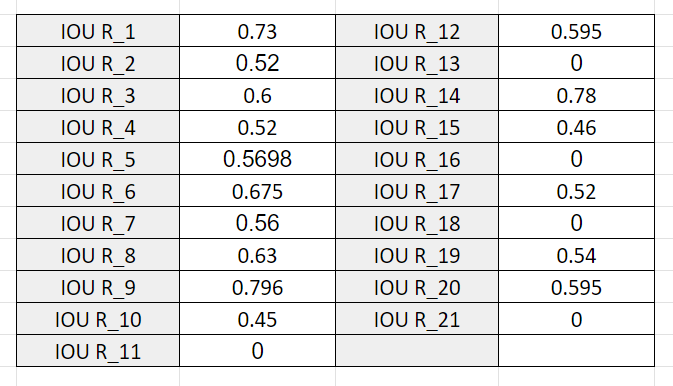 IOU R_1 0.73 IOU R_12 0.595
IOU R_2 0.52 IOU R_13 0
IOU R_3 0.6 IOU R_14 0.78
IOU R_4 0.52 IOU R_15 0.46
IOU R_5 0.5698 IOU R_16 0
IOU R_6 0.675 IOU R_17 0.52
IOU R_7 0.56 IOU R_18 0
IOU R_8 0.63 IOU R_19 0.54
IOU R_9 0.796 IOU R_20 0.595
IOU R_10 0.45 IOU R_21 0
IOU R_11 0